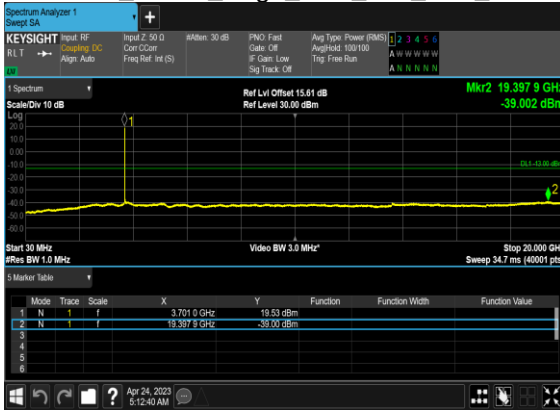 Spectrum Analyzer 1
Swept SA
+
KEYSIGHT Input: RF Input Z: 50 Ω #Atten: 30 dB PNO: Fast Avg Type: Power (RMS) 1 2 3 4 5 6
RLT Coupling: DC Corr CCorr Gate: Off Avg|Hold: 100/100 A W W W W W
Align: Auto Freq Ref: Int (S) IF Gain: Low Trig: Free Run
Sig Track: Off A N N N N N
1 Spectrum Ref Lvl Offset 15.61 dB Mkr2 19.397 9 GHz
Scale/Div 10 dB Ref Level 30.00 dBm -39.002 dBm
Log
20.0 1
10.0
0.00
-10.0 DL1 -13.00 dBm
-20.0
-30.0 2
-40.0
-50.0
-60.0
Start 30 MHz Video BW 3.0 MHz* Stop 20.000 GH
#Res BW 1.0 MHz Sweep 34.7 ms (40001 pts
5 Marker Table
Mode Trace Scale X Y Function Function Width Function Value
1 N 1 f 3.701 0 GHz 19.53 dBm
2 N 1 f 19.397 9 GHz -39.00 dBm
3
4
5
6
? Apr 24, 2023
5:12:40 AM